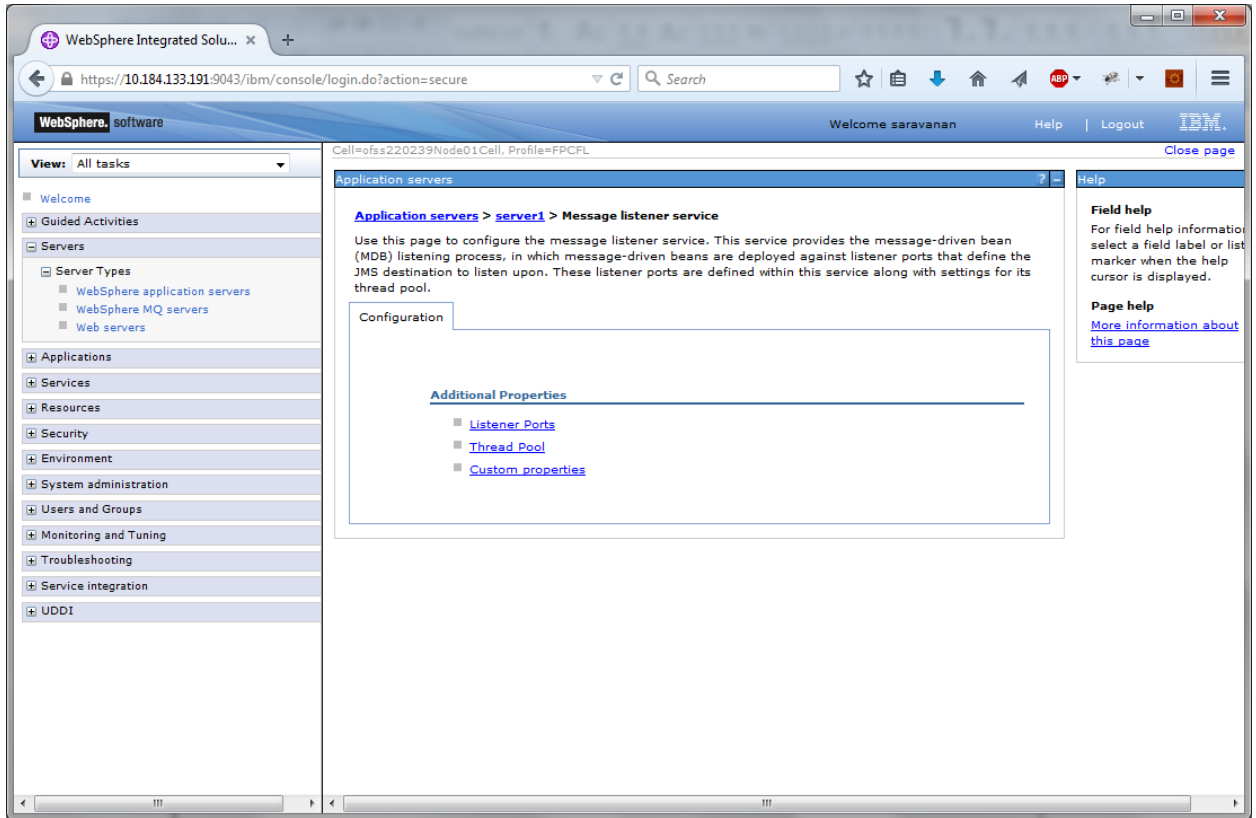 WebSphere Integrated Solu... × +
https://10.184.133.191:9043/ibm/console/login.do?action=secure
Search
ABP
WebSphere. software
Welcome saravanan
Help | Logout
IBM.
View: All tasks
Welcome
Guided Activities
Servers
Server Types
WebSphere application servers
WebSphere MQ servers
Web servers
Applications
Services
Resources
Security
Environment
System administration
Users and Groups
Monitoring and Tuning
Troubleshooting
Service integration
UDDI
Cell=ofss220239Node01Cell, Profile=FPCFL
Close page
Application servers
? -
Application servers > server1 > Message listener service
Use this page to configure the message listener service. This service provides the message-driven bean
(MDB) listening process, in which message-driven beans are deployed against listener ports that define the
JMS destination to listen upon. These listener ports are defined within this service along with settings for its
thread pool.
Configuration
Additional Properties
Listener Ports
Thread Pool
Custom properties
Help
Field help
For field help information
select a field label or list
marker when the help
cursor is displayed.
Page help
More information about
this page